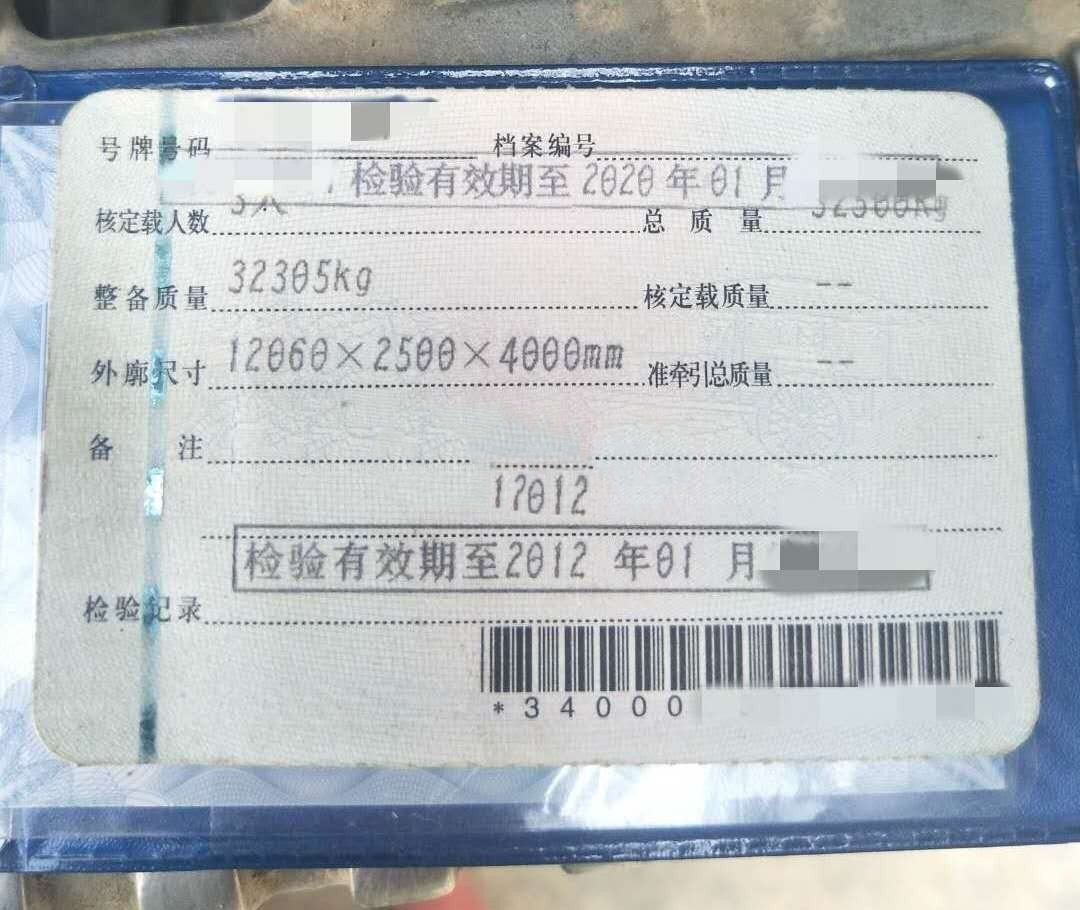 号牌号码 档案编号
检验有效期至2020年01月
核定载人数 3人 总质量 32500kg
整备质量 32305kg 核定载质量 --
外廓尺寸 12060×2500×4000mm 准牵引总质量 --
备注
17012
检验有效期至2012年01月
检验记录
*34000